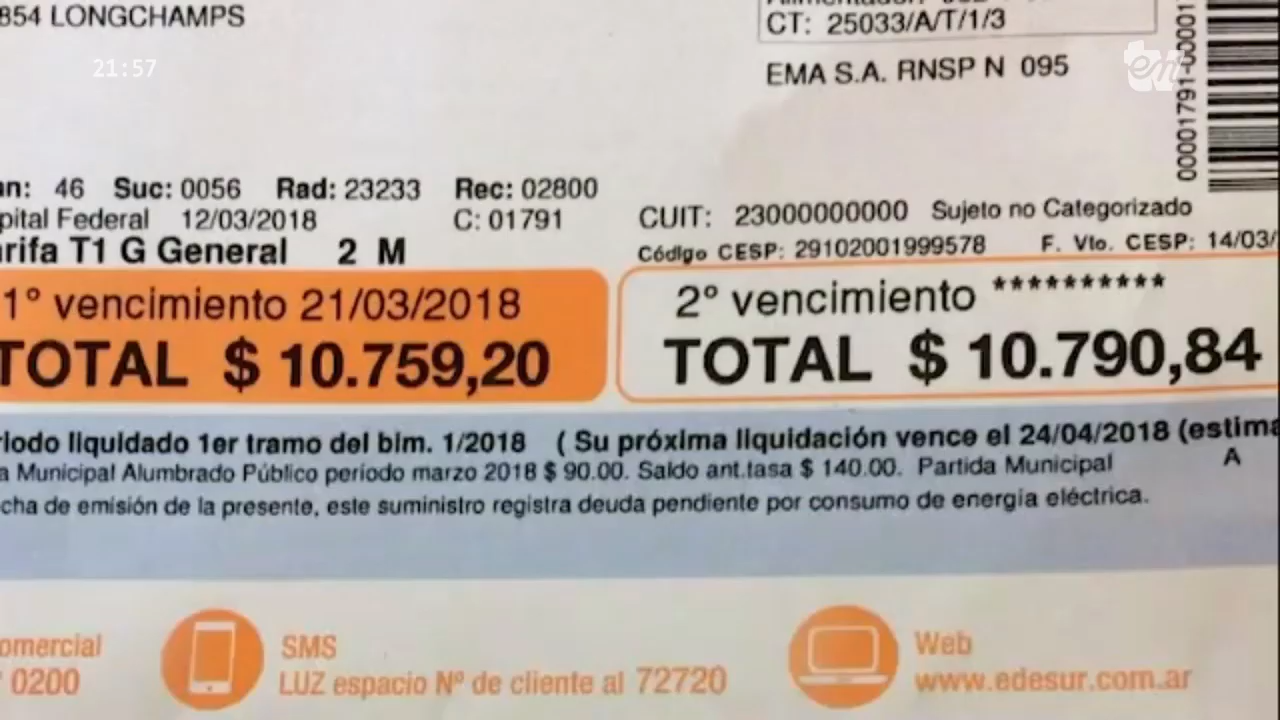 854 LONGCHAMPS
CT: 25033/A/T/1/3
21:57
en
EMA S.A. RNSP N 095
00001791-00001
an: 46 Suc: 0056 Rad: 23233 Rec: 02800
pital Federal 12/03/2018 C: 01791
CUIT: 23000000000 Sujeto no Categorizado
arifa T1 G General 2 M
Código CESP: 29102001999578 F. Vto. CESP: 14/03/
1° vencimiento 21/03/2018
TOTAL $ 10.759,20
2º vencimiento **********
TOTAL $ 10.790,84
riodo liquidado 1er tramo del bim. 1/2018 ( Su próxima liquidación vence el 24/04/2018 (estima
a Municipal Alumbrado Público período marzo 2018 $ 90.00. Saldo ant.tasa $ 140.00. Partida Municipal A
cha de emisión de la presente, este suministro registra deuda pendiente por consumo de energía eléctrica.
omercial
0200
SMS
LUZ espacio Nº de cliente al 72720
Web
www.edesur.com.ar